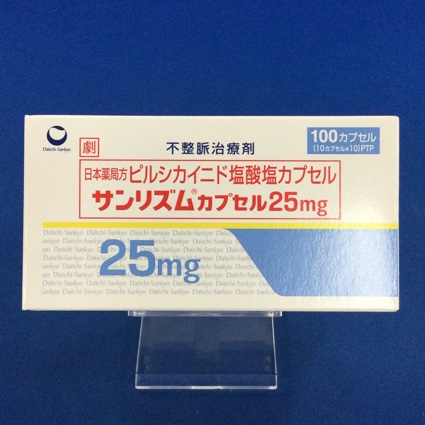 Daiichi-Sankyo
劇
不整脈治療剤
100カプセル
(10カプセル×10)PTP
日本薬局方ピルシカイニド塩酸塩カプセル
サンリズム®カプセル25mg
25mg